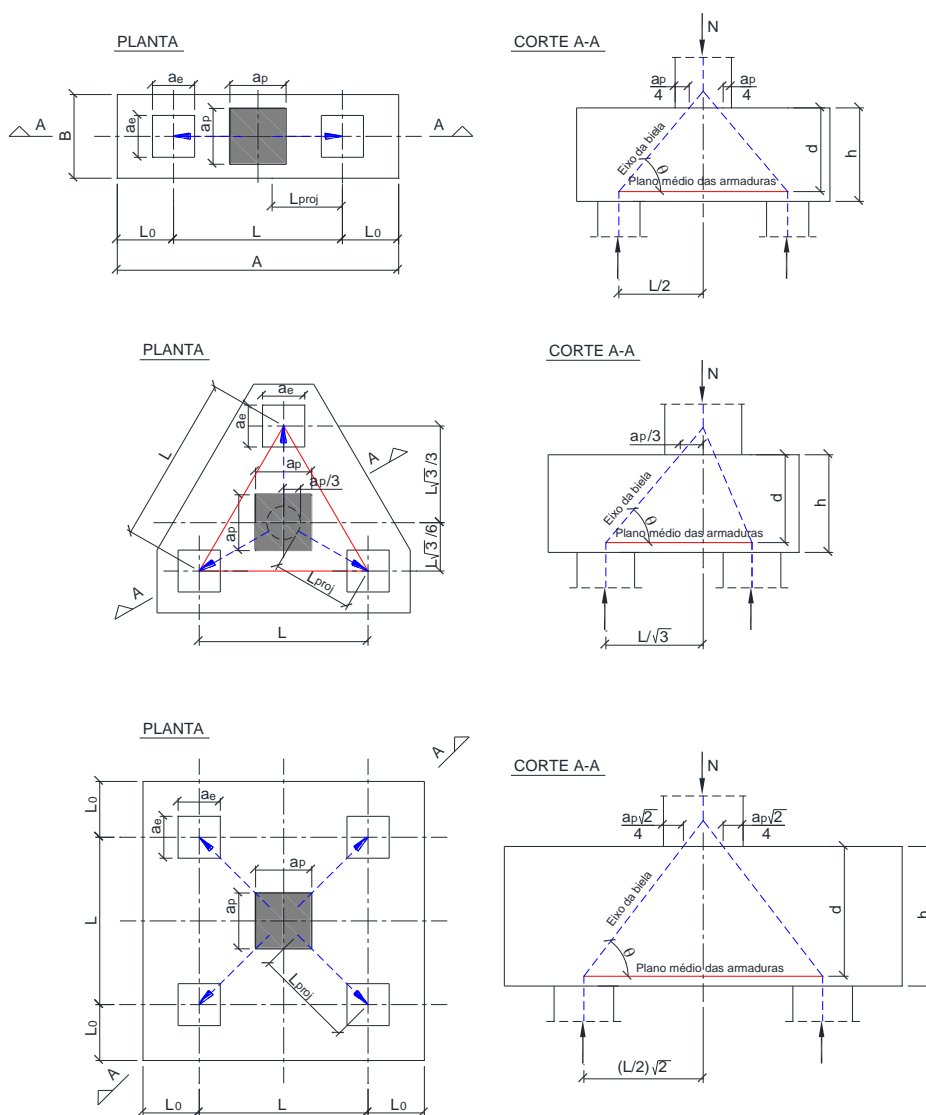 PLANTA
ae
ap
ae
ap
B
A
A
Lproj
L0
L
L0
A
CORTE A-A
N
ap/4
ap/4
Eixo da biela
θ
Plano médio das armaduras
d
h
L/2
PLANTA
ae
ae
L
ap
ap/3
ap
A
L√3/3
L√3/6
Lproj
A
L
CORTE A-A
N
ap/3
Eixo da biela
θ
Plano médio das armaduras
d
h
L/√3
PLANTA
A
L0
ae
ae
ap
ap
L
Lproj
L0
A
L0
L
L0
CORTE A-A
N
ap√2/4
ap√2/4
Eixo da biela
θ
Plano médio das armaduras
d
h
(L/2)√2